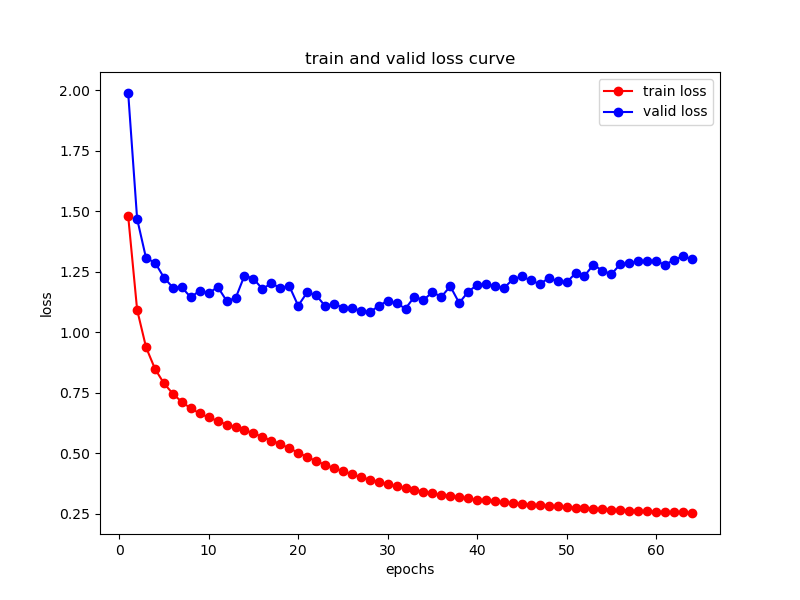 train and valid loss curve
train loss
valid loss
2.00
1.75
1.50
1.25
1.00
0.75
0.50
0.25
loss
0 10 20 30 40 50 60
epochs